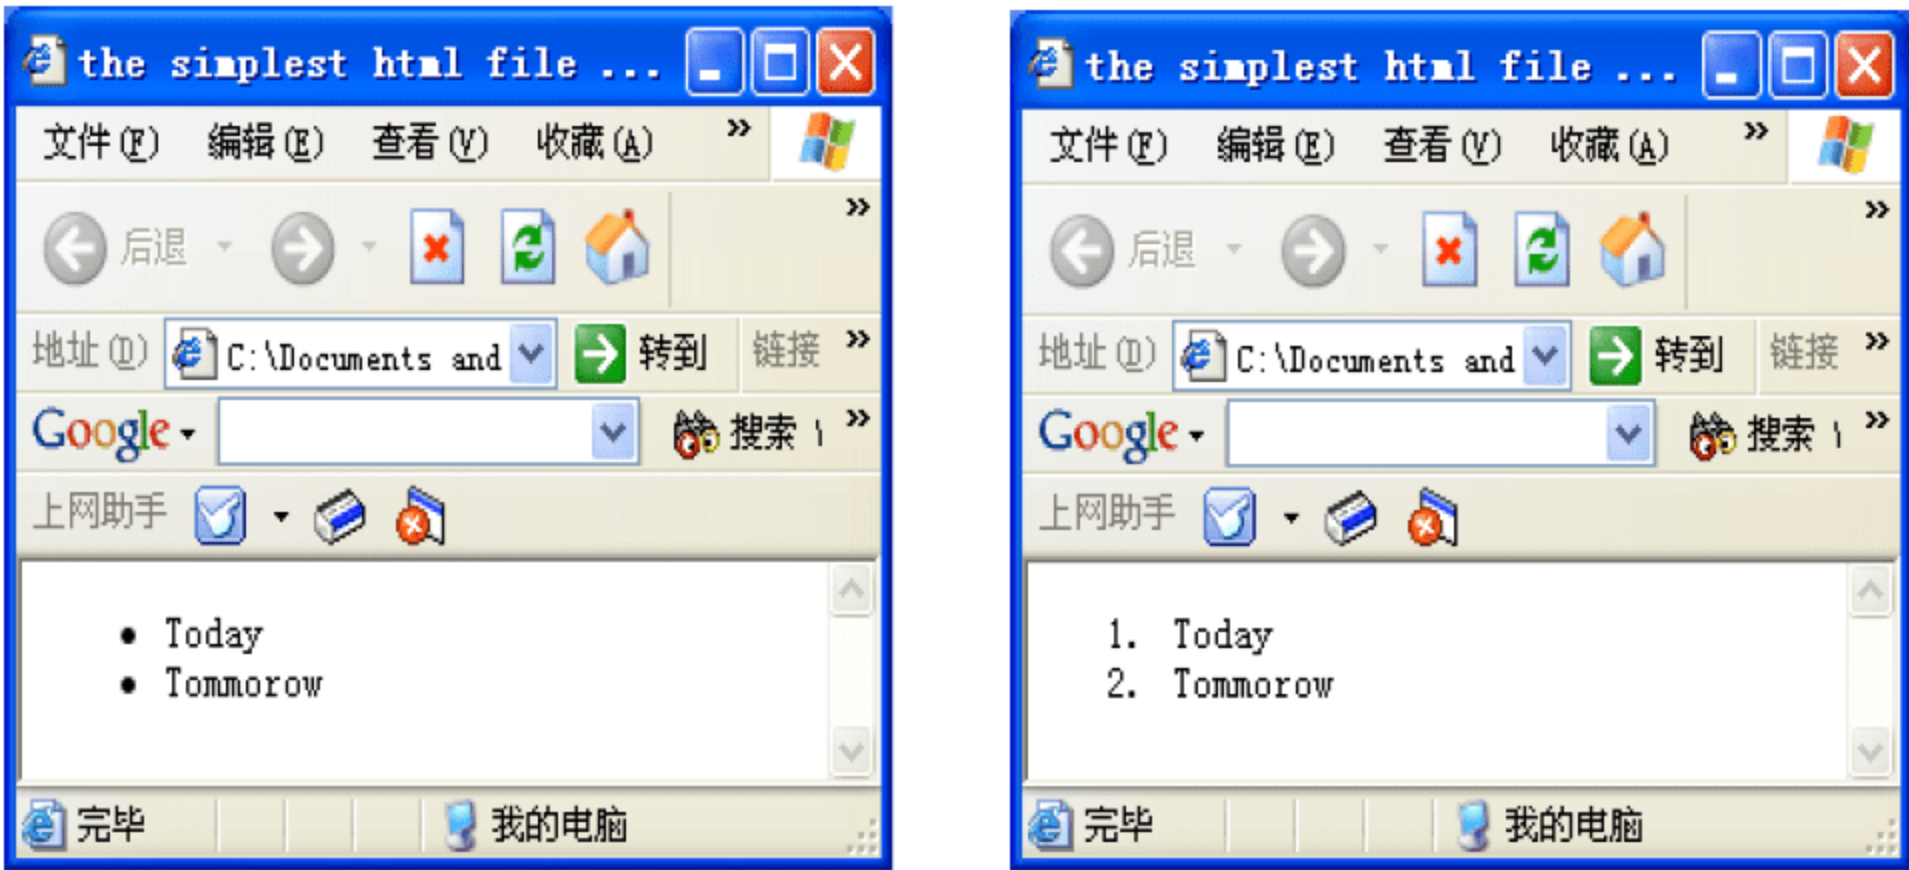 the simplest html file ...
文件(F) 编辑(E) 查看(V) 收藏(A) »
后退 »
地址(D) C:\Documents and 转到 链接 »
Google 搜索 »
上网助手
• Today
• Tommorow
完毕 我的电脑
the simplest html file ...
文件(F) 编辑(E) 查看(V) 收藏(A) »
后退 »
地址(D) C:\Documents and 转到 链接 »
Google 搜索 »
上网助手
1. Today
2. Tommorow
完毕 我的电脑